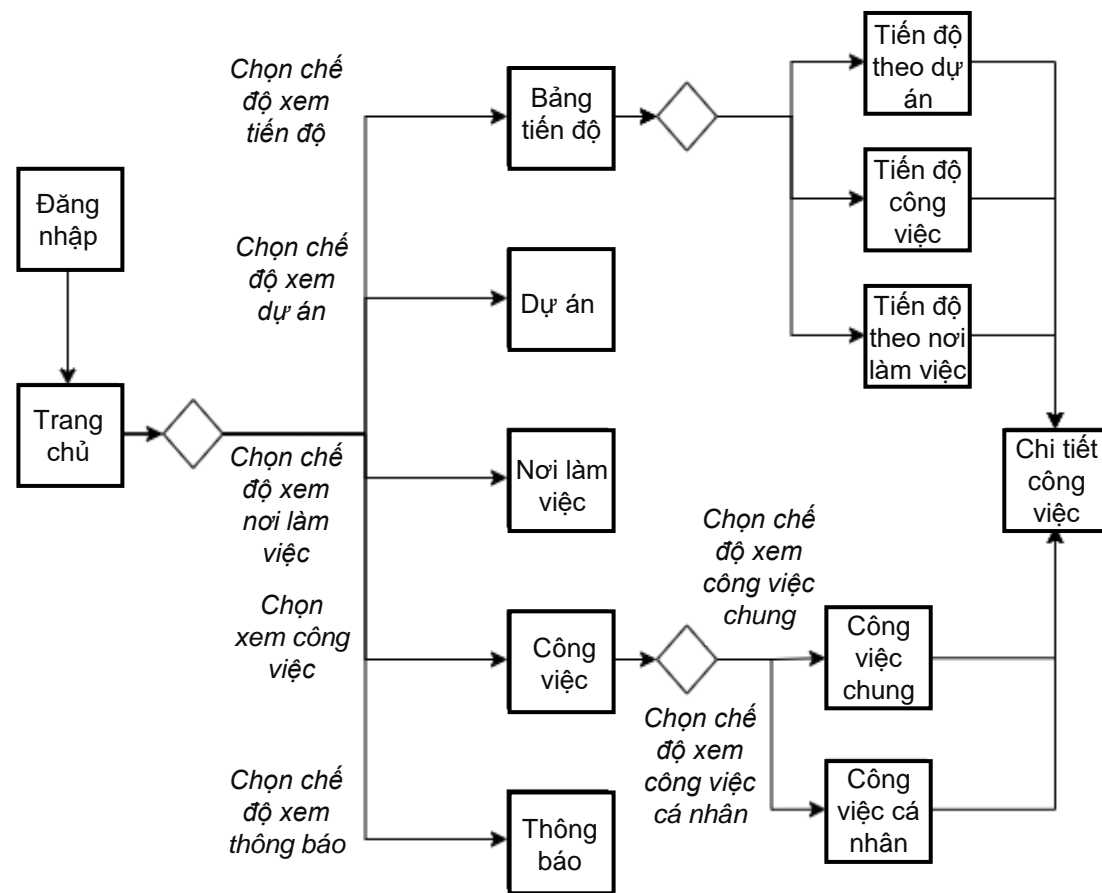 Đăng
nhập
Trang
chủ
Chọn chế
độ xem
tiến độ
Bảng
tiến độ
Tiến độ
theo dự
án
Tiến độ
công
việc
Tiến độ
theo nơi
làm việc
Chọn chế
độ xem
dự án
Dự án
Chọn chế
độ xem
nơi làm
việc
Nơi làm
việc
Chi tiết
công
việc
Chọn
xem công
việc
Công
việc
Chọn chế
độ xem
công việc
chung
Công
việc
chung
Chọn chế
độ xem
công việc
cá nhân
Công
việc cá
nhân
Chọn chế
độ xem
thông báo
Thông
báo